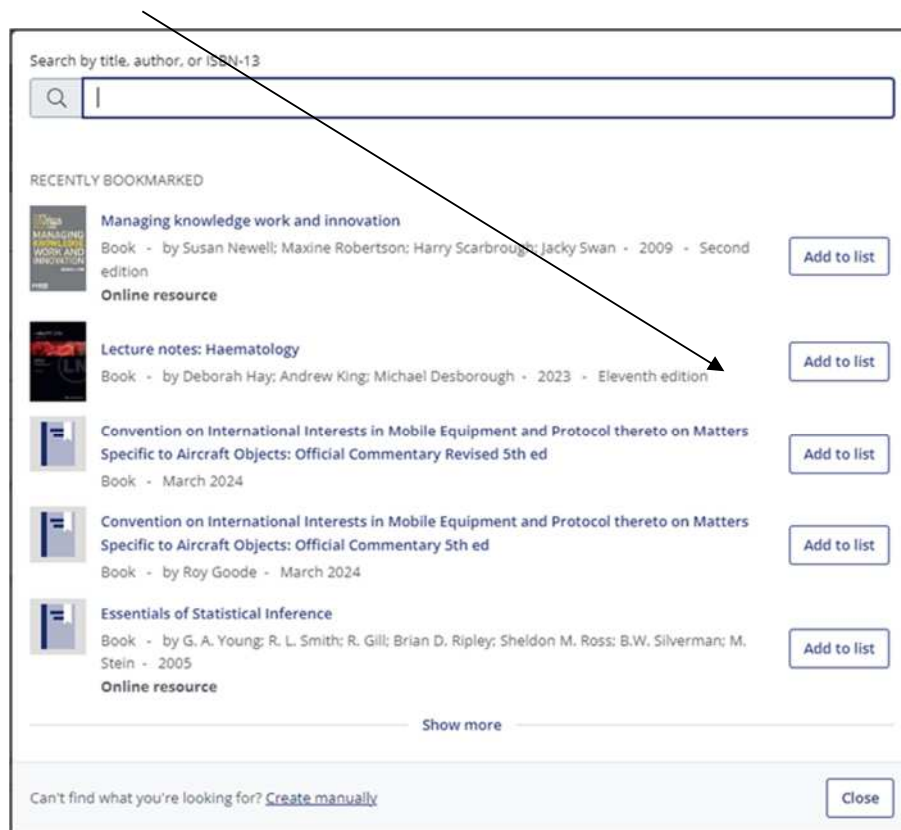 Search by title, author, or ISBN-13
RECENTLY BOOKMARKED
MANAGING
KNOWLEDGE
WORK AND
INNOVATION
Managing knowledge work and innovation
Book - by Susan Newell; Maxine Robertson; Harry Scarbrough; Jacky Swan - 2009 - Second
edition
Online resource
Add to list
LN
Lecture notes: Haematology
Book - by Deborah Hay; Andrew King; Michael Desborough - 2023 - Eleventh edition
Add to list
Convention on International Interests in Mobile Equipment and Protocol thereto on Matters
Specific to Aircraft Objects: Official Commentary Revised 5th ed
Book - March 2024
Add to list
Convention on International Interests in Mobile Equipment and Protocol thereto on Matters
Specific to Aircraft Objects: Official Commentary 5th ed
Book - by Roy Goode - March 2024
Add to list
Essentials of Statistical Inference
Book - by G. A. Young; R. L. Smith; R. Gill; Brian D. Ripley; Sheldon M. Ross; B.W. Silverman; M.
Stein - 2005
Online resource
Add to list
Show more
Can't find what you're looking for? Create manually
Close